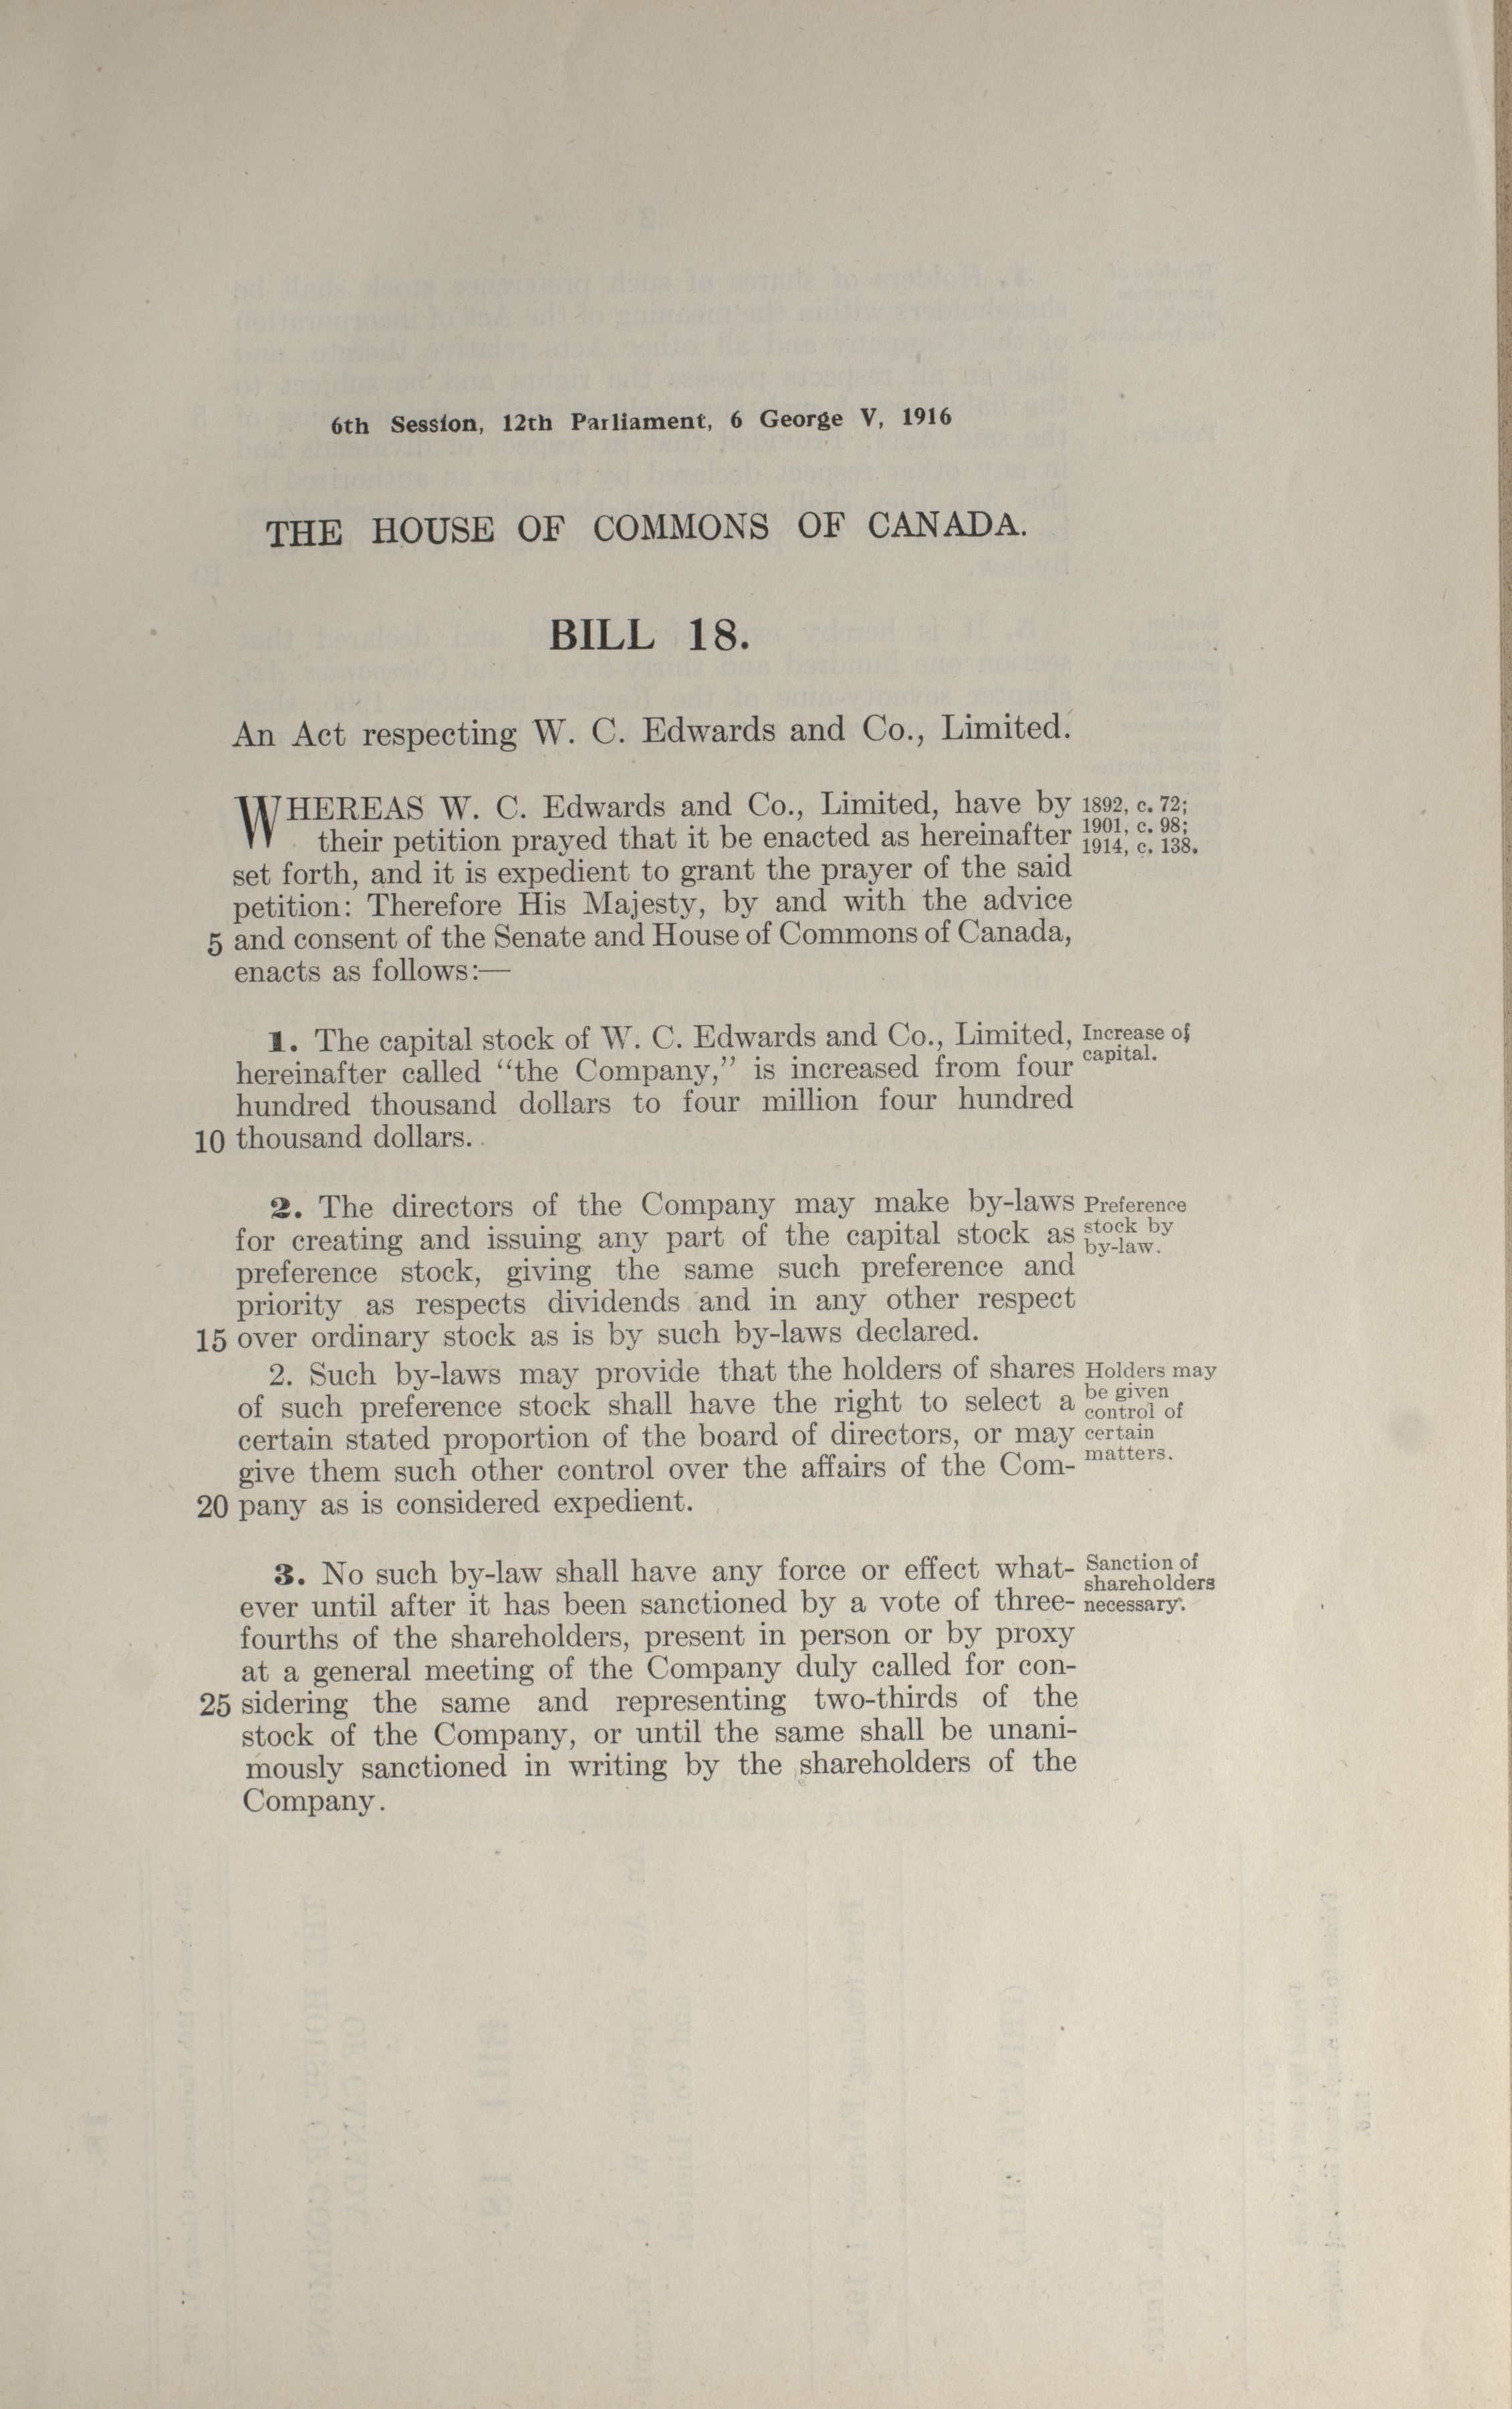 6th Session, 12th Parliament, 6 George V, 1916
THE HOUSE OF COMMONS OF CANADA.
BILL 18.
An Act respecting W. C. Edwards and Co., Limited.
WHEREAS W. C. Edwards and Co., Limited, have by
their petition prayed that it be enacted as hereinafter
set forth, and it is expedient to grant the prayer of the said
petition: Therefore His Majesty, by and with the advice
5 and consent of the Senate and House of Commons of Canada,
enacts as follows:—
1892, c. 72;
1901, c. 98;
1914, c. 138.
1. The capital stock of W. C. Edwards and Co., Limited,
hereinafter called “the Company,” is increased from four
hundred thousand dollars to four million four hundred
10 thousand dollars.
Increase of
capital.
2. The directors of the Company may make by-laws
for creating and issuing any part of the capital stock as
preference stock, giving the same such preference and
priority as respects dividends and in any other respect
15 over ordinary stock as is by such by-laws declared.
Preference
stock by
by-law.
2. Such by-laws may provide that the holders of shares
of such preference stock shall have the right to select a
certain stated proportion of the board of directors, or may
give them such other control over the affairs of the Com-
20 pany as is considered expedient.
Holders may
be given
control of
certain
matters.
3. No such by-law shall have any force or effect what-
ever until after it has been sanctioned by a vote of three-
fourths of the shareholders, present in person or by proxy
at a general meeting of the Company duly called for con-
25 sidering the same and representing two-thirds of the
stock of the Company, or until the same shall be unani-
mously sanctioned in writing by the shareholders of the
Company.
Sanction of
shareholders
necessary.